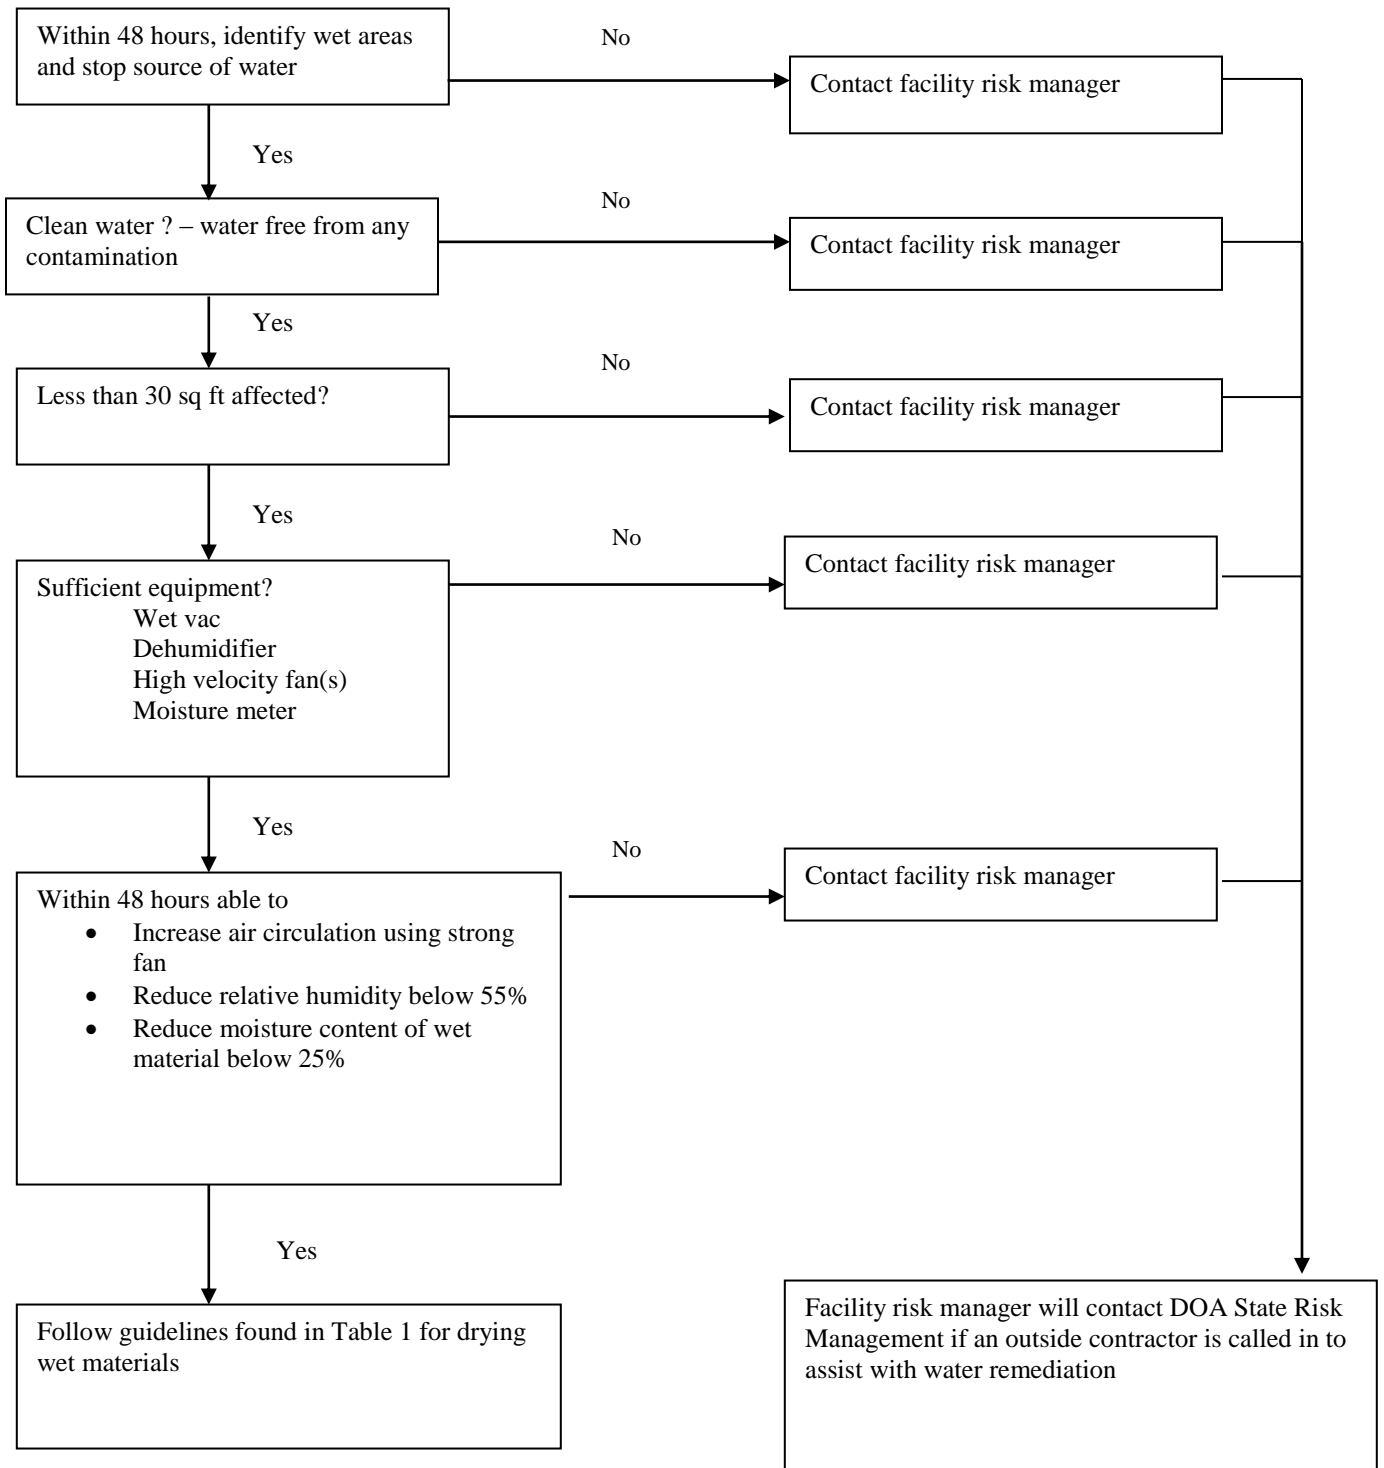 Within 48 hours, identify wet areas
and stop source of water
No
Contact facility risk manager
Yes
Clean water ? – water free from any
contamination
No
Contact facility risk manager
Yes
Less than 30 sq ft affected?
No
Contact facility risk manager
Yes
Sufficient equipment?
Wet vac
Dehumidifier
High velocity fan(s)
Moisture meter
No
Contact facility risk manager
Yes
Within 48 hours able to
• Increase air circulation using strong
fan
• Reduce relative humidity below 55%
• Reduce moisture content of wet
material below 25%
No
Contact facility risk manager
Yes
Follow guidelines found in Table 1 for drying
wet materials
Facility risk manager will contact DOA State Risk
Management if an outside contractor is called in to
assist with water remediation